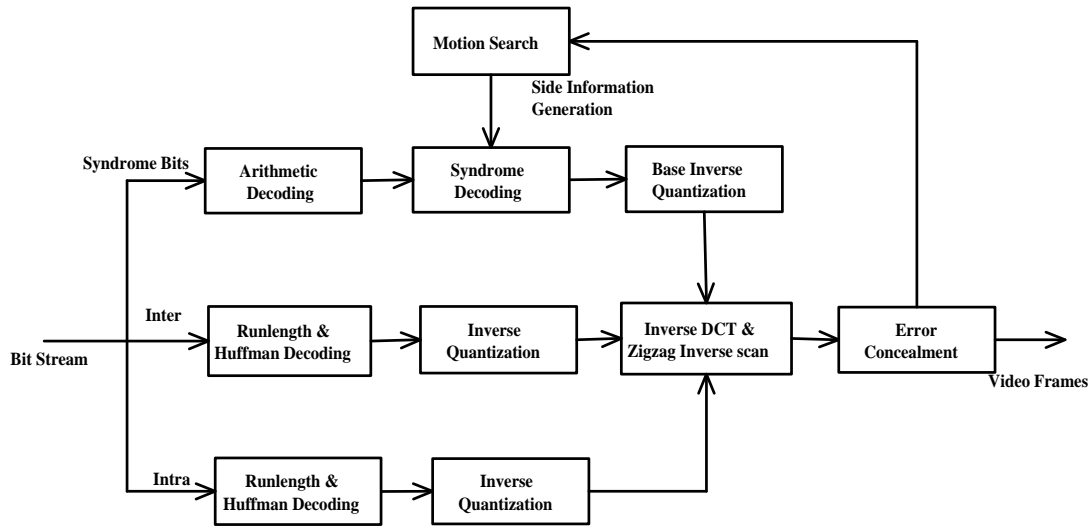 Motion Search
Side Information
Generation
Syndrome Bits
Arithmetic
Decoding
Syndrome
Decoding
Base Inverse
Quantization
Bit Stream
Inter
Runlength &
Huffman Decoding
Inverse
Quantization
Inverse DCT &
Zigzag Inverse scan
Error
Concealment
Video Frames
Intra
Runlength &
Huffman Decoding
Inverse
Quantization